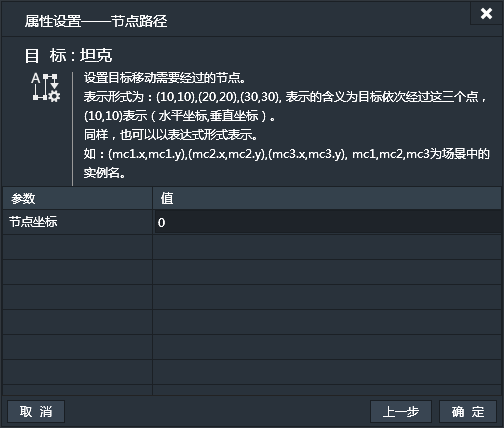 属性设置——节点路径
目 标 : 坦克
设置目标移动需要经过的节点。
表示形式为：(10,10),(20,20),(30,30), 表示的含义为目标依次经过这三个点，
(10,10)表示（水平坐标,垂直坐标）。
同样，也可以以表达式形式表示。
如：(mc1.x,mc1.y),(mc2.x,mc2.y),(mc3.x,mc3.y), mc1,mc2,mc3为场景中的
实例名。
参数 值
节点坐标 0
取 消 上一步 确 定